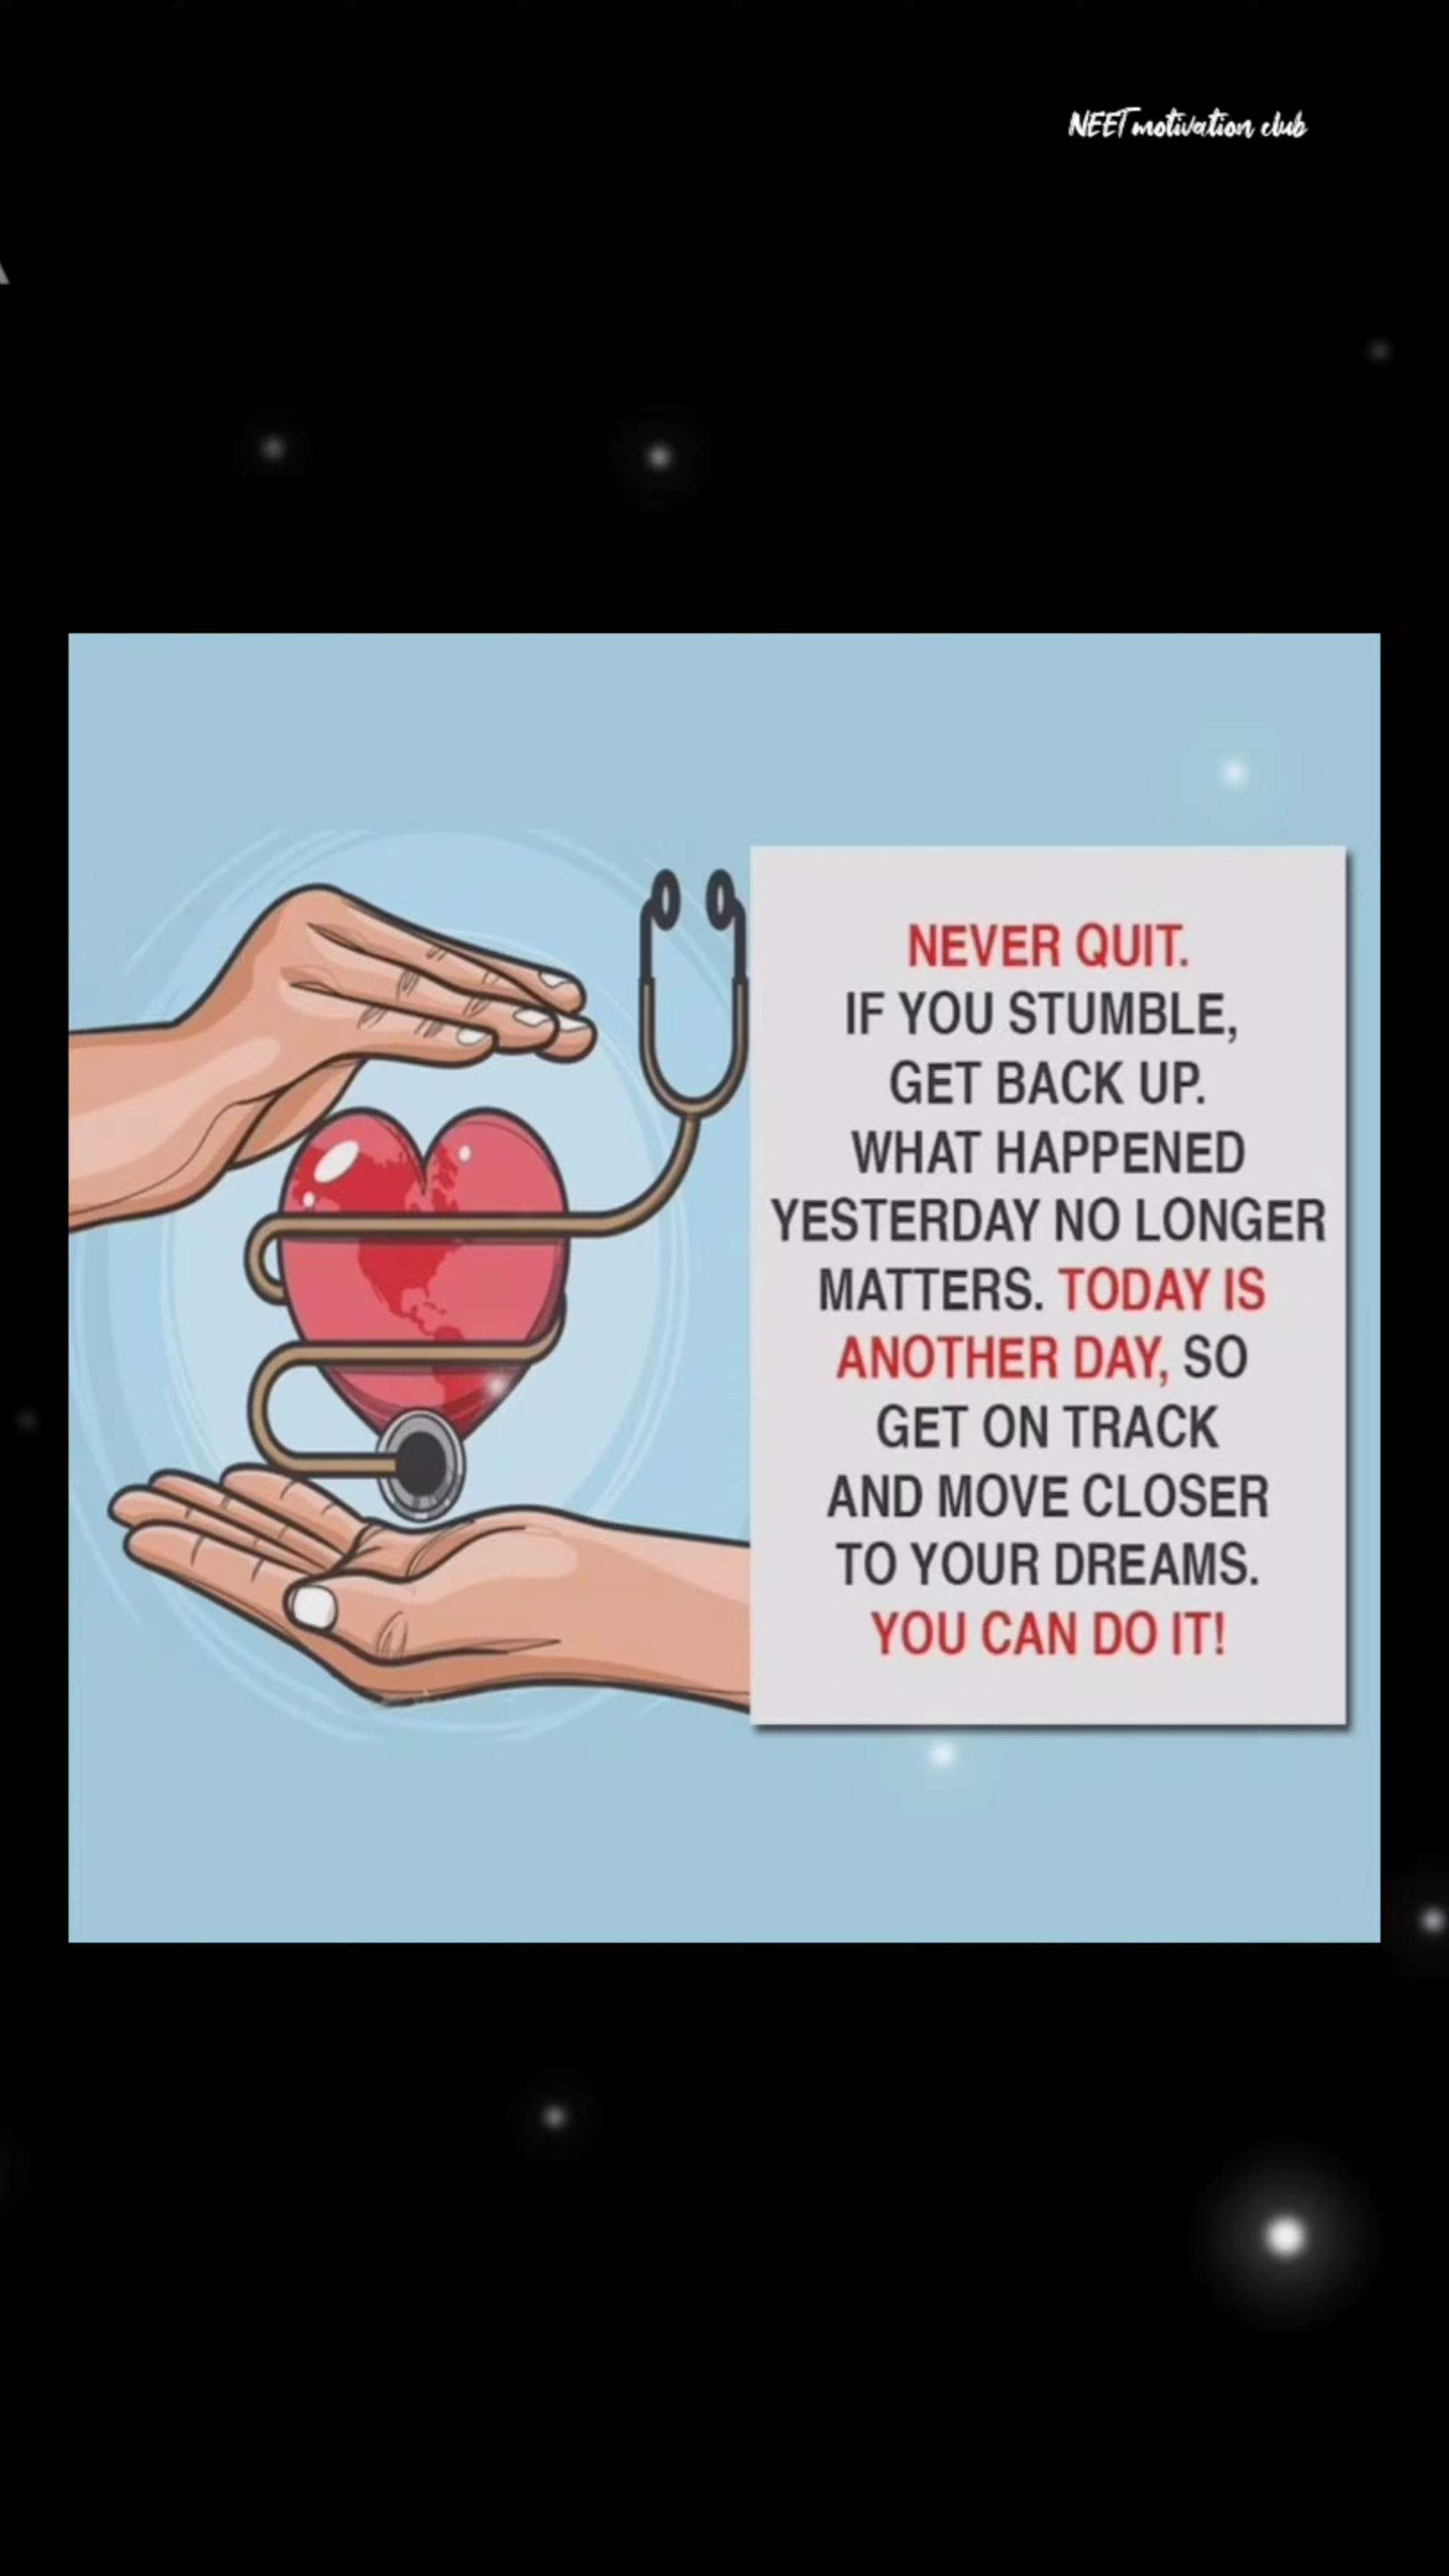 NEET motivation club
NEVER QUIT.
IF YOU STUMBLE,
GET BACK UP.
WHAT HAPPENED
YESTERDAY NO LONGER
MATTERS. TODAY IS
ANOTHER DAY, SO
GET ON TRACK
AND MOVE CLOSER
TO YOUR DREAMS.
YOU CAN DO IT!